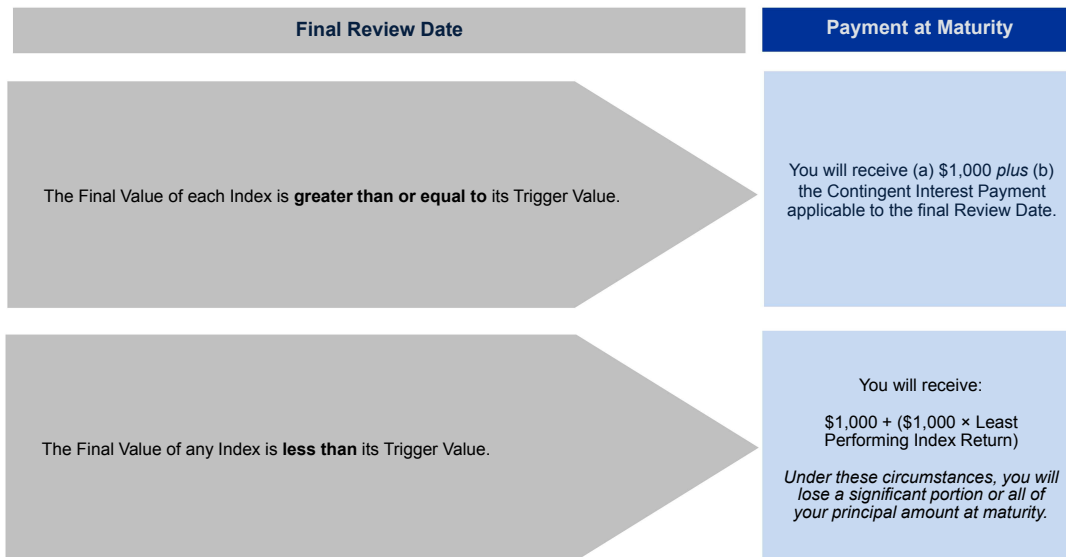 Final Review Date
Payment at Maturity
The Final Value of each Index is greater than or equal to its Trigger Value.
You will receive (a) $1,000 plus (b)
the Contingent Interest Payment
applicable to the final Review Date.
The Final Value of any Index is less than its Trigger Value.
You will receive:
$1,000 + ($1,000 × Least
Performing Index Return)
Under these circumstances, you will
lose a significant portion or all of
your principal amount at maturity.